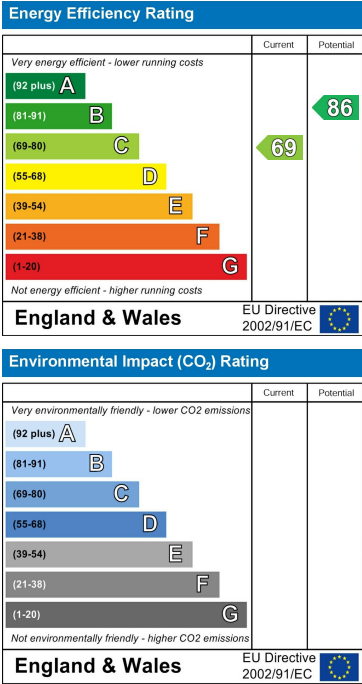 Energy Efficiency Rating
Current Potential
Very energy efficient - lower running costs
(92 plus) A
(81-91) B
(69-80) C
(55-68) D
(39-54) E
(21-38) F
(1-20) G
86
69
Not energy efficient - higher running costs
England & Wales
EU Directive
2002/91/EC
Environmental Impact (CO₂) Rating
Current Potential
Very environmentally friendly - lower CO2 emissions
(92 plus) A
(81-91) B
(69-80) C
(55-68) D
(39-54) E
(21-38) F
(1-20) G
Not environmentally friendly - higher CO2 emissions
England & Wales
EU Directive
2002/91/EC